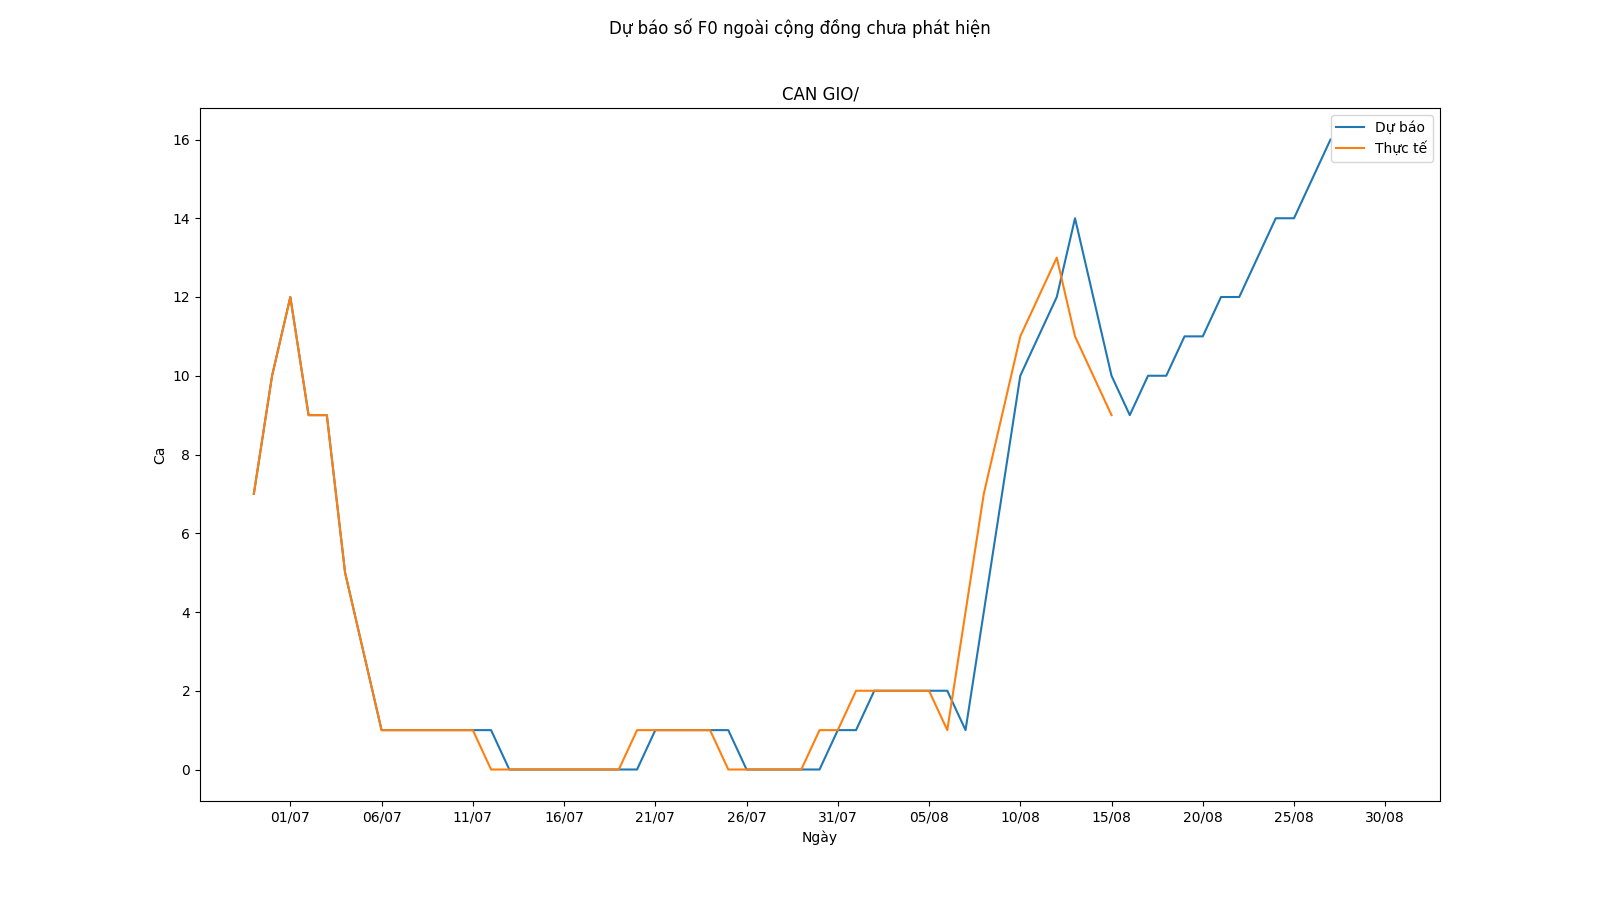 Dự báo số F0 ngoài cộng đồng chưa phát hiện
CAN GIO/
Dự báo
Thực tế
16
14
12
10
8
6
4
2
0
Ca
01/07 06/07 11/07 16/07 21/07 26/07 31/07 05/08 10/08 15/08 20/08 25/08 30/08
Ngày